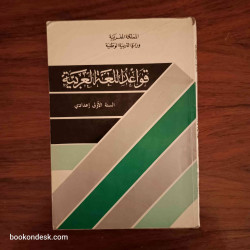 المملكة المغربية
وزارة التربية الوطنية
قواعد اللغة العربية
السنة الأولى إعدادي
bookondesk.com